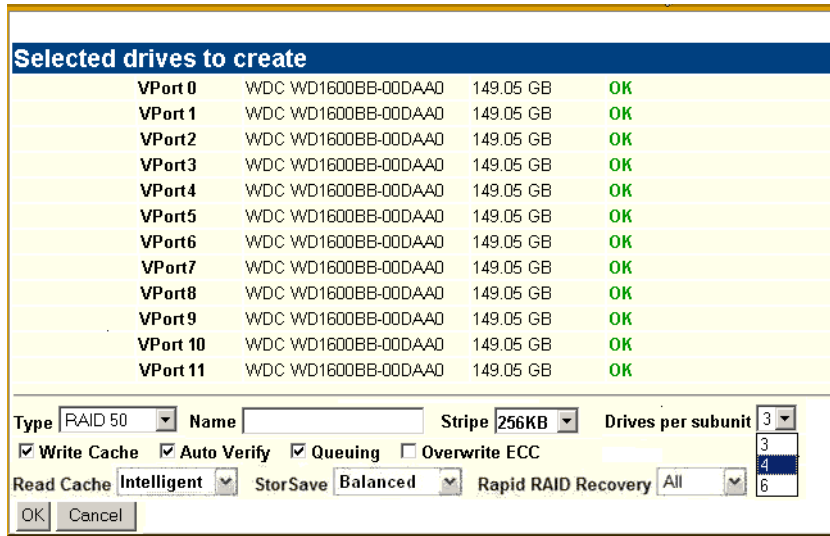 Selected drives to create
VPort 0 WDC WD1600BB-00DAA0 149.05 GB OK
VPort 1 WDC WD1600BB-00DAA0 149.05 GB OK
VPort2 WDC WD1600BB-00DAA0 149.05 GB OK
VPort3 WDC WD1600BB-00DAA0 149.05 GB OK
VPort4 WDC WD1600BB-00DAA0 149.05 GB OK
VPort5 WDC WD1600BB-00DAA0 149.05 GB OK
VPort6 WDC WD1600BB-00DAA0 149.05 GB OK
VPort7 WDC WD1600BB-00DAA0 149.05 GB OK
VPort8 WDC WD1600BB-00DAA0 149.05 GB OK
VPort9 WDC WD1600BB-00DAA0 149.05 GB OK
VPort 10 WDC WD1600BB-00DAA0 149.05 GB OK
VPort 11 WDC WD1600BB-00DAA0 149.05 GB OK
Type RAID 50 Name Stripe 256KB Drives per subunit 3
3
4
6
Write Cache Auto Verify Queuing Overwrite ECC
Read Cache Intelligent StorSave Balanced Rapid RAID Recovery All
OK Cancel